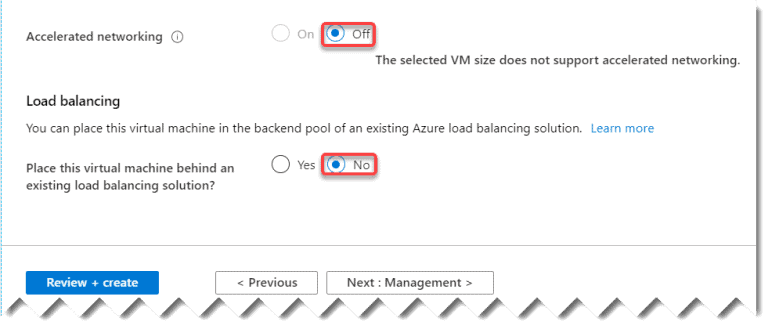 Accelerated networking On Off
The selected VM size does not support accelerated networking.
Load balancing
You can place this virtual machine in the backend pool of an existing Azure load balancing solution. Learn more
Place this virtual machine behind an Yes No
existing load balancing solution?
Review + create < Previous Next : Management >